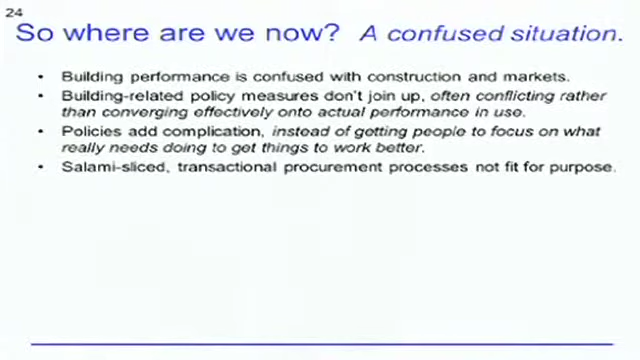 24
So where are we now? A confused situation.
• Building performance is confused with construction and markets.
• Building-related policy measures don't join up, often conflicting rather
than converging effectively onto actual performance in use.
• Policies add complication, instead of getting people to focus on what
really needs doing to get things to work better.
• Salami-sliced, transactional procurement processes not fit for purpose.